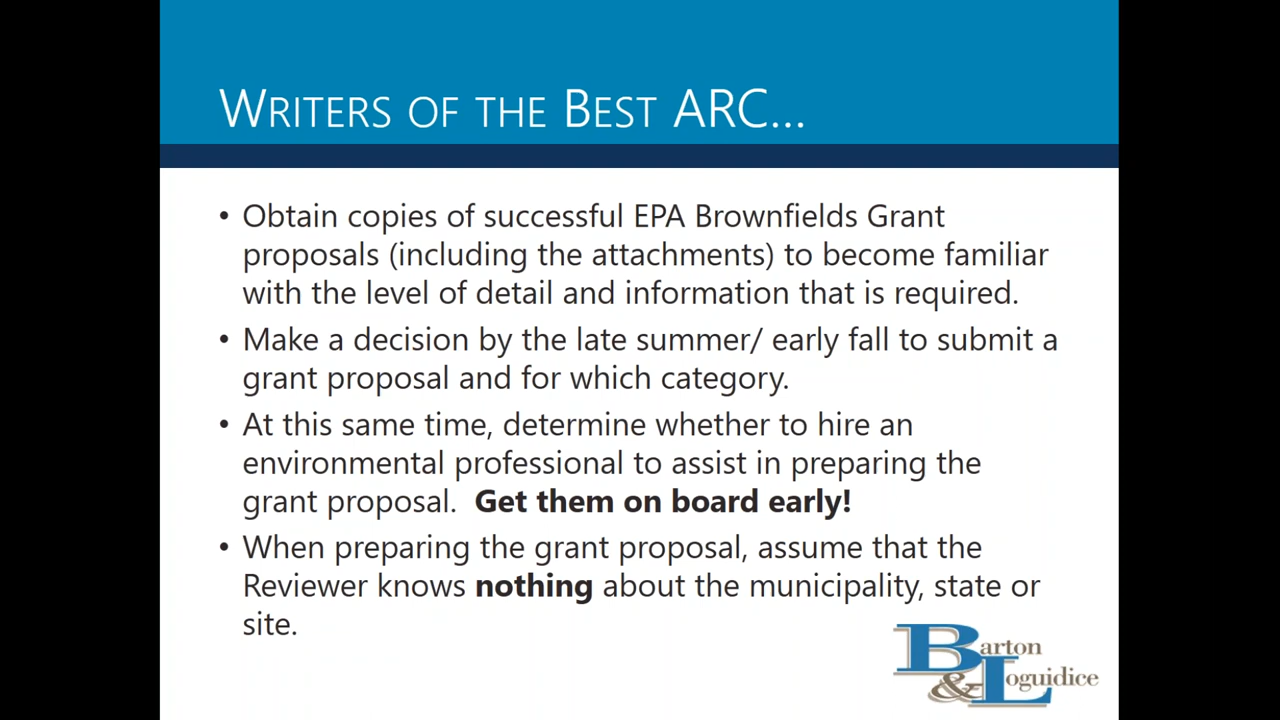 WRITERS OF THE BEST ARC...
• Obtain copies of successful EPA Brownfields Grant
proposals (including the attachments) to become familiar
with the level of detail and information that is required.
• Make a decision by the late summer/ early fall to submit a
grant proposal and for which category.
• At this same time, determine whether to hire an
environmental professional to assist in preparing the
grant proposal.  Get them on board early!
• When preparing the grant proposal, assume that the
Reviewer knows nothing about the municipality, state or
site.
Barton
& Loguidice